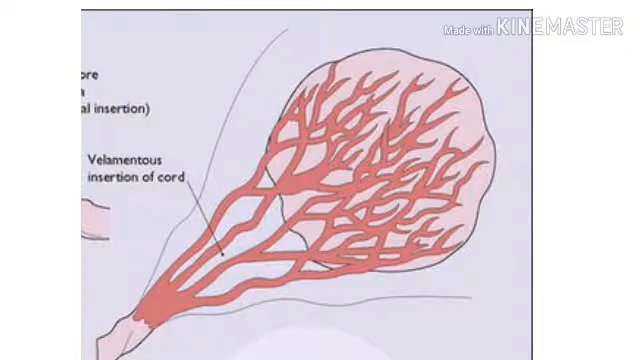 Made with KINEMASTER
ore
a
al insertion)
Velamentous
insertion of cord